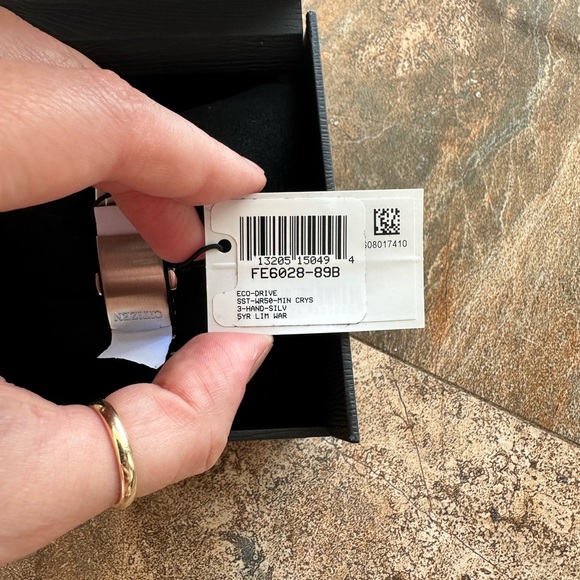 13205 15049 4
FE6028-89B
ECO-DRIVE
SST-WR50-MIN CRYS
3-HAND-SILV
5YR LIM WAR
608017410
CITIZEN